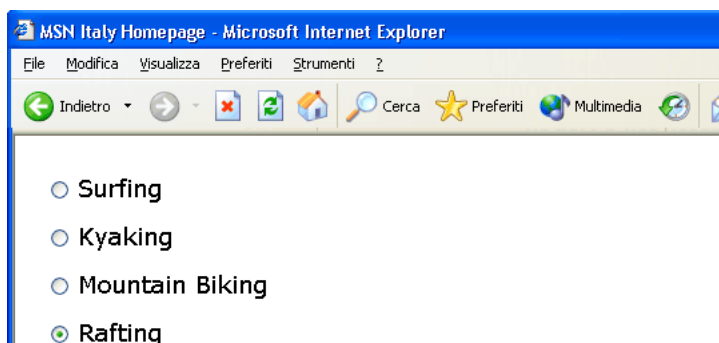 MSN Italy Homepage - Microsoft Internet Explorer
File Modifica Visualizza Preferiti Strumenti ?
Indietro Cerca Preferiti Multimedia
Surfing
Kyaking
Mountain Biking
Rafting